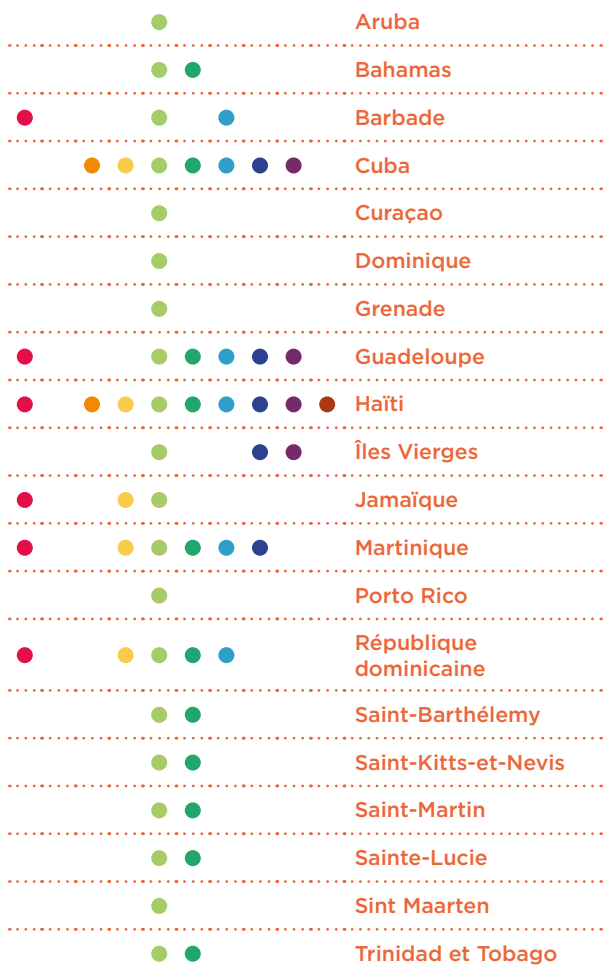 Aruba
Bahamas
Barbade
Cuba
Curaçao
Dominique
Grenade
Guadeloupe
Haïti
Îles Vierges
Jamaïque
Martinique
Porto Rico
République
dominicaine
Saint-Barthélemy
Saint-Kitts-et-Nevis
Saint-Martin
Sainte-Lucie
Sint Maarten
Trinidad et Tobago